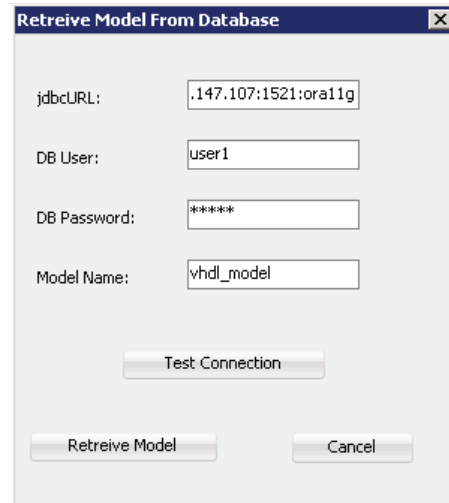 Retreive Model From Database
jdbcURL: .147.107:1521:ora11g
DB User: user1
DB Password: *****
Model Name: vhdl_model
Test Connection
Retreive Model Cancel